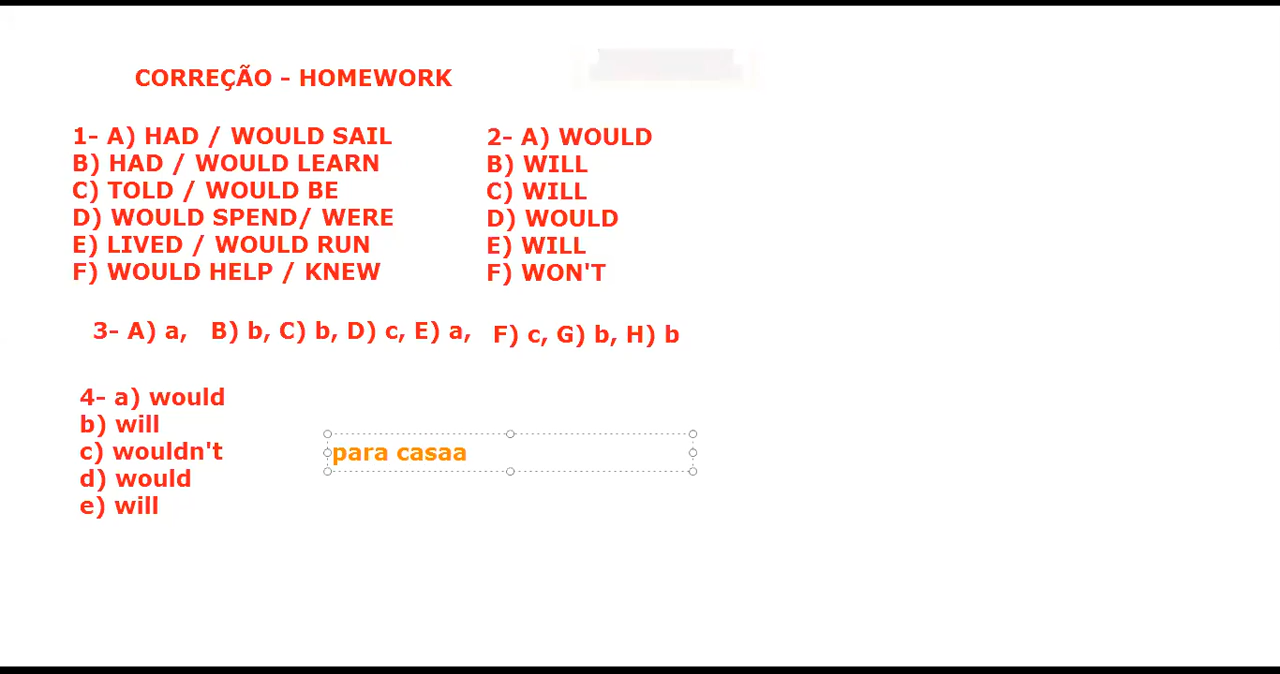 CORREÇÃO - HOMEWORK
1- A) HAD / WOULD SAIL
B) HAD / WOULD LEARN
C) TOLD / WOULD BE
D) WOULD SPEND/ WERE
E) LIVED / WOULD RUN
F) WOULD HELP / KNEW
2- A) WOULD
B) WILL
C) WILL
D) WOULD
E) WILL
F) WON'T
3- A) a, B) b, C) b, D) c, E) a, F) c, G) b, H) b
4- a) would
b) will
c) wouldn't
d) would
e) will
para casaa